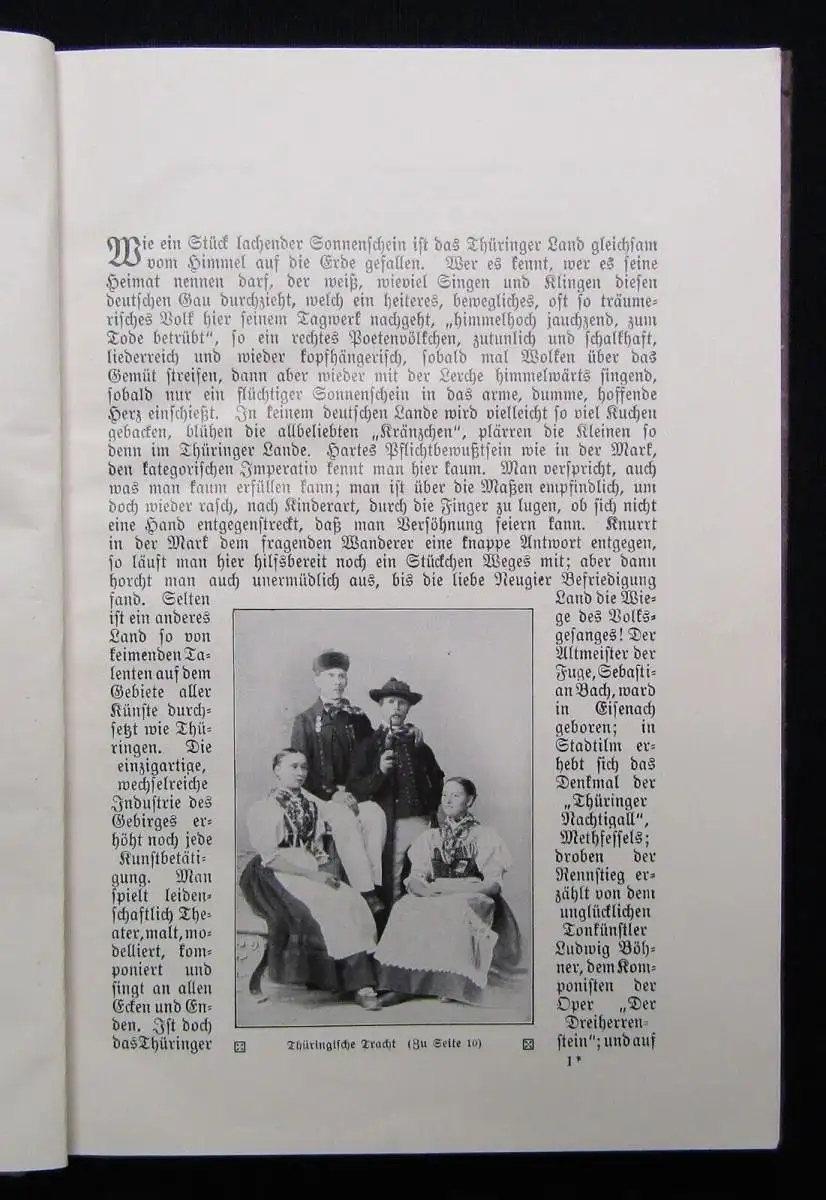 Wie ein Stück lachender Sonnenschein ist das Thüringer Land gleichsam
vom Himmel auf die Erde gefallen. Wer es kennt, wer es seine
Heimat nennen darf, der weiß, wieviel Singen und Klingen diesen
deutschen Gau durchzieht, welch ein heiteres, bewegliches, oft so träume-
risches Volk hier seinem Tagwerk nachgeht, „himmelhoch jauchzend, zum
Tode betrübt“, so ein rechtes Poetenvölkchen, zutunlich und schalkhaft,
liederreich und wieder kopfhängerisch, sobald mal Wolken über das
Gemüt streifen, dann aber wieder mit der Lerche himmelwärts singend,
sobald nur ein flüchtiger Sonnenschein in das arme, dumme, hoffende
Herz einschießt. In keinem deutschen Lande wird vielleicht so viel Kuchen
gebacken, blühen die allbeliebten „Kränzchen“, plärren die Kleinen so
denn im Thüringer Lande. Hartes Pflichtbewußtsein wie in der Mark,
den kategorischen Imperativ kennt man hier kaum. Man verspricht, auch
was man kaum erfüllen kann; man ist über die Maßen empfindlich, um
doch wieder rasch, nach Kinderart, durch die Finger zu lugen, ob sich nicht
eine Hand entgegenstreckt, daß man Versöhnung feiern kann. Knurrt
in der Mark dem fragenden Wanderer eine knappe Antwort entgegen,
so läuft man hier hilfsbereit noch ein Stückchen Weges mit; aber dann
horcht man auch unermüdlich aus, bis die liebe Neugier Befriedigung
fand. Selten
ist ein anderes
Land so von
keimenden Ta-
lenten auf dem
Gebiete aller
Künste durch-
setzt wie Thü-
ringen. Die
einzigartige,
wechselreiche
Industrie des
Gebirges er-
höht noch jede
Kunstbetäti-
gung. Man
spielt leiden-
schaftlich The-
ater, malt, mo-
delliert, kom-
poniert und
singt an allen
Ecken und En-
den. Ist doch
das Thüringer
Land die Wie-
ge des Volks-
gesanges! Der
Altmeister der
Fuge, Sebasti-
an Bach, ward
in Eisenach
geboren; in
Stadtilm er-
hebt sich das
Denkmal der
„Thüringer
Nachtigall“,
Methfessels;
droben der
Rennstieg er-
zählt von dem
unglücklichen
Tonkünstler
Ludwig Böh-
ner, dem Kom-
ponisten der
Oper „Der
Dreiherren-
stein“; und auf
Thüringische Tracht (Zu Seite 10)
1*